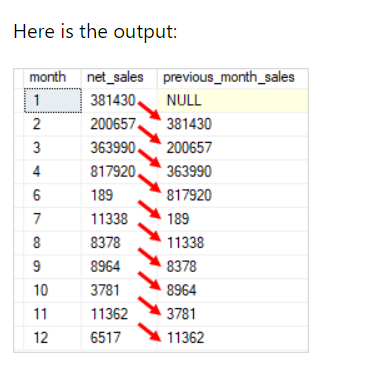 Here is the output:
month net_sales previous_month_sales
1 381430 NULL
2 200657 381430
3 363990 200657
4 817920 363990
6 189 817920
7 11338 189
8 8378 11338
9 8964 8378
10 3781 8964
11 11362 3781
12 6517 11362